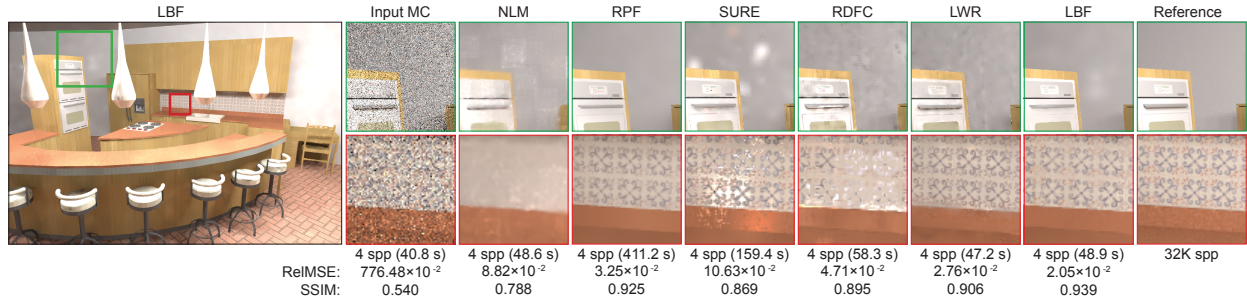 LBF Input MC NLM RPF SURE RDFC LWR LBF Reference
4 spp (40.8 s) 4 spp (48.6 s) 4 spp (411.2 s) 4 spp (159.4 s) 4 spp (58.3 s) 4 spp (47.2 s) 4 spp (48.9 s) 32K spp
RelMSE: 776.48×10⁻² 8.82×10⁻² 3.25×10⁻² 10.63×10⁻² 4.71×10⁻² 2.76×10⁻² 2.05×10⁻²
SSIM: 0.540 0.788 0.925 0.869 0.895 0.906 0.939